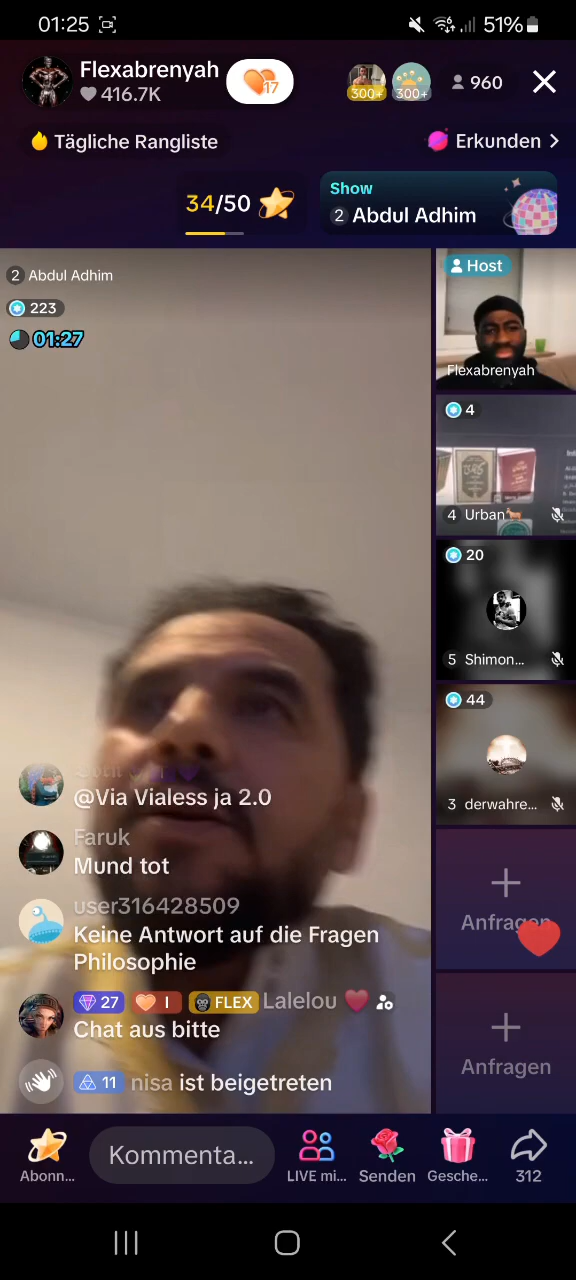 01:25
51%
Flexabrenyah
416.7K
17
300+
300+
960
Tägliche Rangliste
Erkunden
34/50
Show
2 Abdul Adhim
2 Abdul Adhim
223
01:27
Host
Flexabrenyah
4
4 Urban
20
5 Shimon...
44
3 derwahre...
Anfragen
Anfragen
@Via Vialess ja 2.0
Faruk
Mund tot
user316428509
Keine Antwort auf die Fragen
Philosophie
27 I FLEX Lalelou
Chat aus bitte
11 nisa ist beigetreten
Abonn...
Kommenta...
LIVE mi...
Senden
Gesche...
312